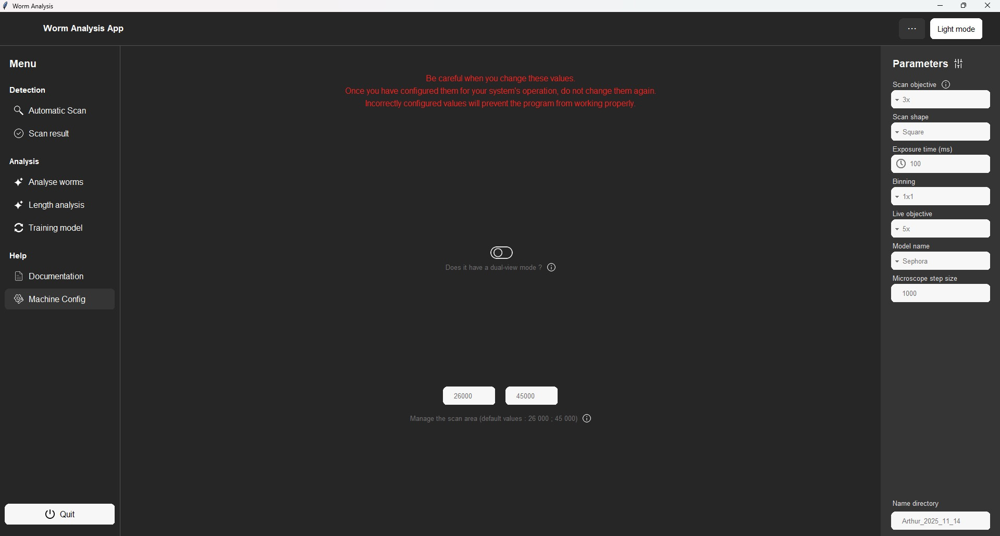 Worm Analysis
Worm Analysis App
...
Light mode
Menu
Detection
Automatic Scan
Scan result
Analysis
Analyse worms
Length analysis
Training model
Help
Documentation
Machine Config
Quit
Be careful when you change these values.
Once you have configured them for your system's operation, do not change them again.
Incorrectly configured values will prevent the program from working properly.
Does it have a dual-view mode ?
26000
45000
Manage the scan area (default values : 26 000 ; 45 000)
Parameters
Scan objective
3x
Scan shape
Square
Exposure time (ms)
100
Binning
1x1
Live objective
5x
Model name
Sephora
Microscope step size
1000
Name directory
Arthur_2025_11_14